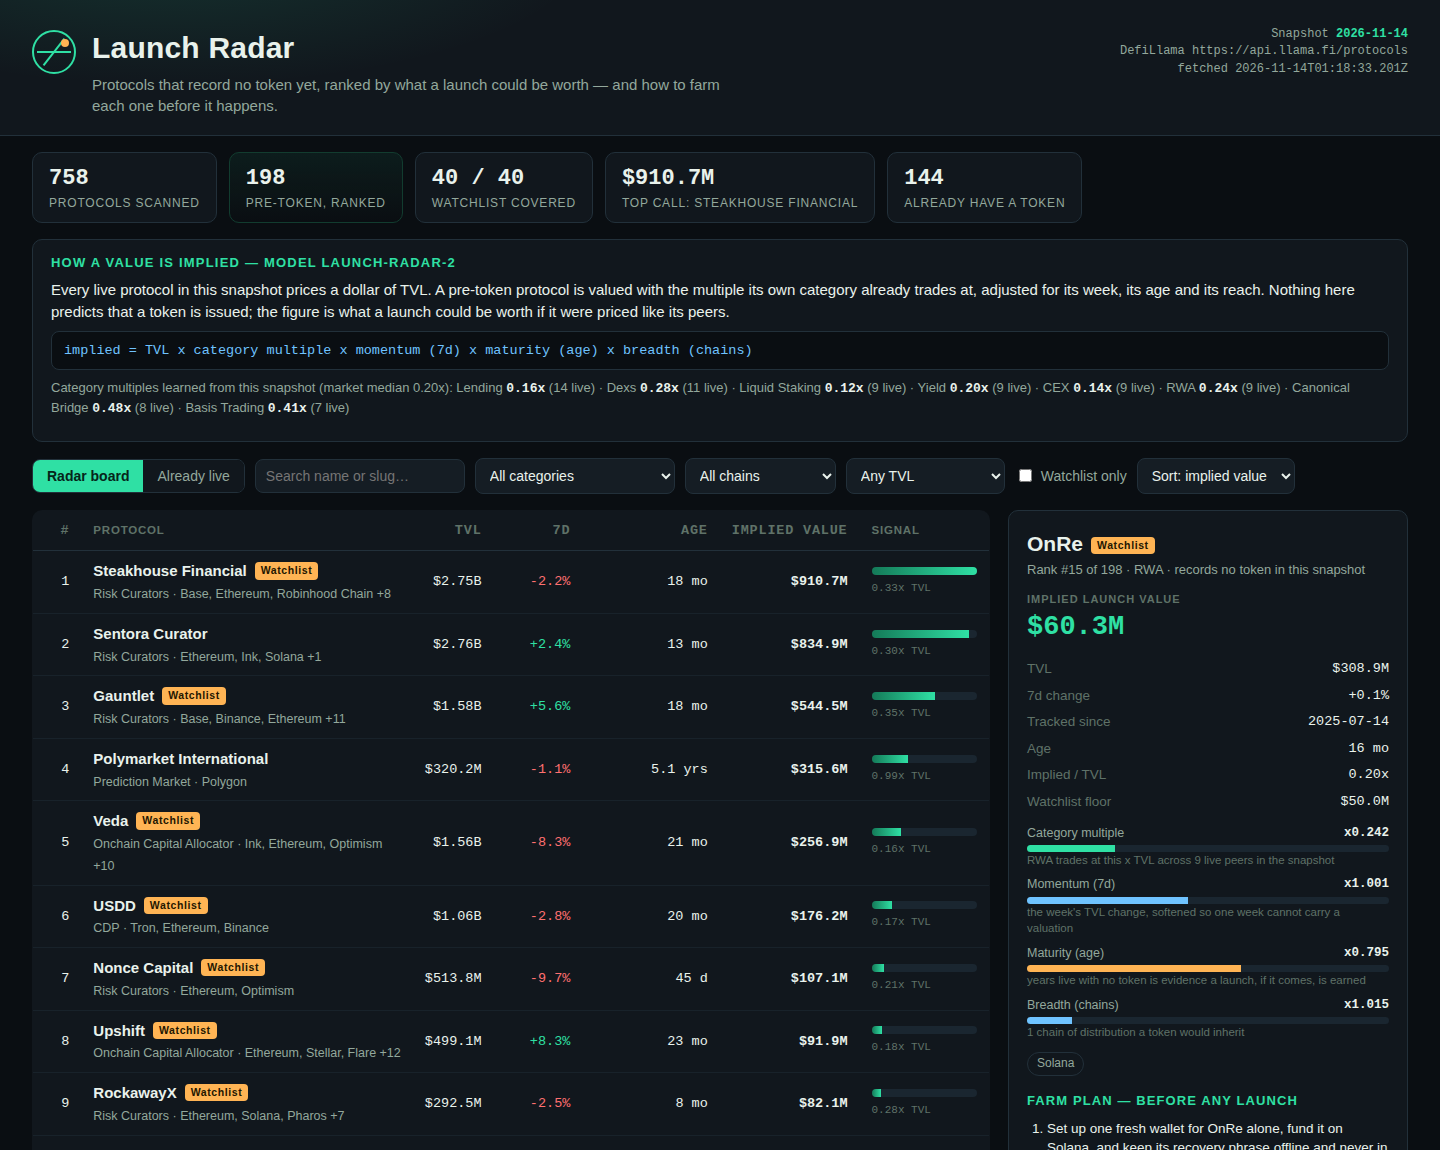 Launch Radar
Protocols that record no token yet, ranked by what a launch could be worth — and how to farm
each one before it happens.
Snapshot 2026-11-14
DefiLlama https://api.llama.fi/protocols
fetched 2026-11-14T01:18:33.201Z
758
PROTOCOLS SCANNED
198
PRE-TOKEN, RANKED
40 / 40
WATCHLIST COVERED
$910.7M
TOP CALL: STEAKHOUSE FINANCIAL
144
ALREADY HAVE A TOKEN
HOW A VALUE IS IMPLIED — MODEL LAUNCH-RADAR-2
Every live protocol in this snapshot prices a dollar of TVL. A pre-token protocol is valued with the multiple its own category already trades at, adjusted for its week, its age and its reach. Nothing here
predicts that a token is issued; the figure is what a launch could be worth if it were priced like its peers.
implied = TVL x category multiple x momentum (7d) x maturity (age) x breadth (chains)
Category multiples learned from this snapshot (market median 0.20x): Lending 0.16x (14 live) · Dexs 0.28x (11 live) · Liquid Staking 0.12x (9 live) · Yield 0.20x (9 live) · CEX 0.14x (9 live) · RWA 0.24x (9 live) · Canonical
Bridge 0.48x (8 live) · Basis Trading 0.41x (7 live)
Radar board Already live Search name or slug… All categories All chains Any TVL Watchlist only Sort: implied value
# PROTOCOL TVL 7D AGE IMPLIED VALUE SIGNAL
1 Steakhouse Financial Watchlist $2.75B -2.2% 18 mo $910.7M
Risk Curators · Base, Ethereum, Robinhood Chain +8 0.33x TVL
2 Sentora Curator $2.76B +2.4% 13 mo $834.9M
Risk Curators · Ethereum, Ink, Solana +1 0.30x TVL
3 Gauntlet Watchlist $1.58B +5.6% 18 mo $544.5M
Risk Curators · Base, Binance, Ethereum +11 0.35x TVL
4 Polymarket International $320.2M -1.1% 5.1 yrs $315.6M
Prediction Market · Polygon 0.99x TVL
5 Veda Watchlist $1.56B -8.3% 21 mo $256.9M
Onchain Capital Allocator · Ink, Ethereum, Optimism
+10 0.16x TVL
6 USDD Watchlist $1.06B -2.8% 20 mo $176.2M
CDP · Tron, Ethereum, Binance 0.17x TVL
7 Nonce Capital Watchlist $513.8M -9.7% 45 d $107.1M
Risk Curators · Ethereum, Optimism 0.21x TVL
8 Upshift Watchlist $499.1M +8.3% 23 mo $91.9M
Onchain Capital Allocator · Ethereum, Stellar, Flare +12 0.18x TVL
9 RockawayX Watchlist $292.5M -2.5% 8 mo $82.1M
Risk Curators · Ethereum, Solana, Pharos +7 0.28x TVL
OnRe Watchlist
Rank #15 of 198 · RWA · records no token in this snapshot
IMPLIED LAUNCH VALUE
$60.3M
TVL $308.9M
7d change +0.1%
Tracked since 2025-07-14
Age 16 mo
Implied / TVL 0.20x
Watchlist floor $50.0M
Category multiple x0.242
RWA trades at this x TVL across 9 live peers in the snapshot
Momentum (7d) x1.001
the week's TVL change, softened so one week cannot carry a
valuation
Maturity (age) x0.795
years live with no token is evidence a launch, if it comes, is earned
Breadth (chains) x1.015
1 chain of distribution a token would inherit
Solana
FARM PLAN — BEFORE ANY LAUNCH
1. Set up one fresh wallet for OnRe alone, fund it on
Solana, and keep its recovery phrase offline and never in